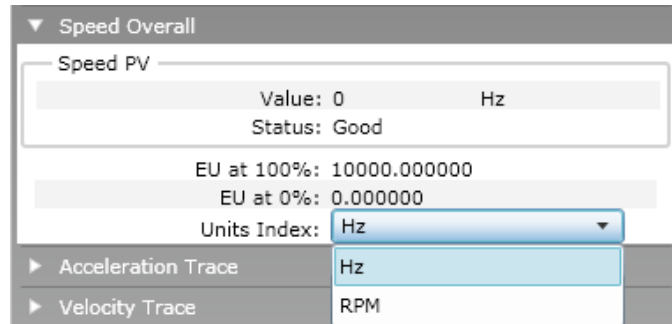 Speed Overall
Speed PV
Value: 0 Hz
Status: Good
EU at 100%: 10000.000000
EU at 0%: 0.000000
Units Index: Hz
Acceleration Trace
Hz
Velocity Trace
RPM